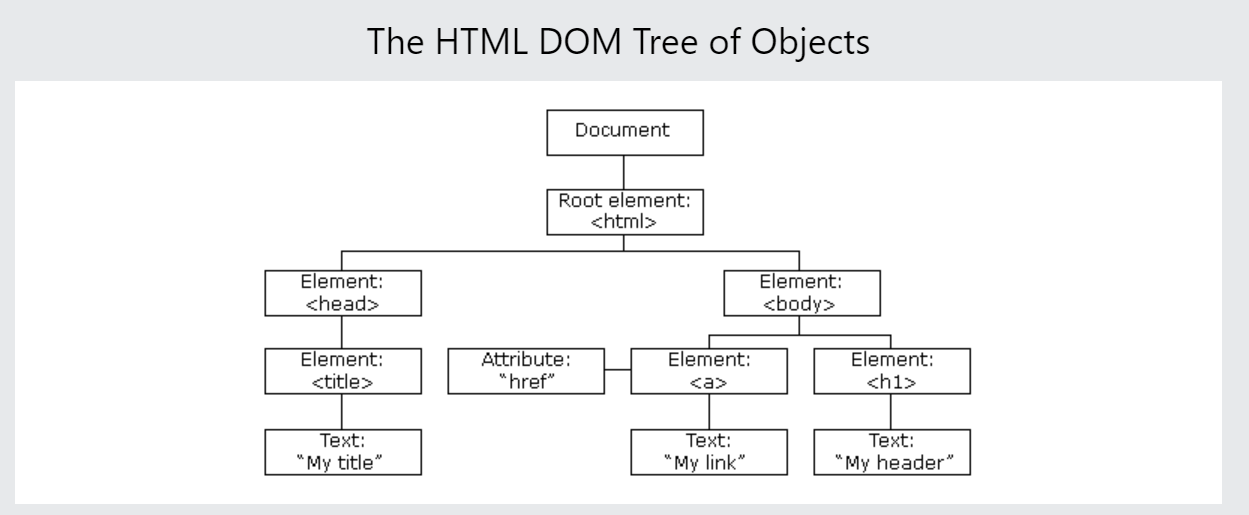 The HTML DOM Tree of Objects
Document
Root element:
<html>
Element:
<head>
Element:
<body>
Element:
<title>
Attribute:
“href”
Element:
<a>
Element:
<h1>
Text:
“My title”
Text:
“My link”
Text:
“My header”